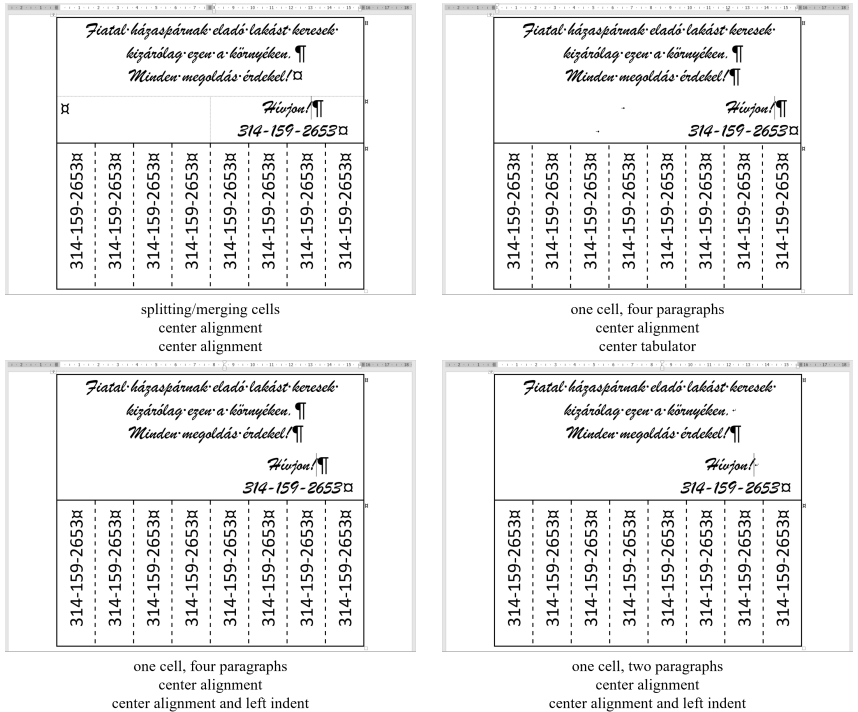 Fiatal házaspárnak eladó lakást keresek
kizárólag ezen a környéken. ¶
Minden megoldás érdekel!¤
¤
Hívjon!¶
314-159-2653¤
314-159-2653¤
314-159-2653¤
314-159-2653¤
314-159-2653¤
314-159-2653¤
314-159-2653¤
314-159-2653¤
314-159-2653¤
splitting/merging cells
center alignment
center alignment
Fiatal házaspárnak eladó lakást keresek
kizárólag ezen a környéken. ¶
Minden megoldás érdekel!¶
Hívjon!¶
314-159-2653¤
314-159-2653¤
314-159-2653¤
314-159-2653¤
314-159-2653¤
314-159-2653¤
314-159-2653¤
314-159-2653¤
314-159-2653¤
one cell, four paragraphs
center alignment
center tabulator
Fiatal házaspárnak eladó lakást keresek
kizárólag ezen a környéken. ¶
Minden megoldás érdekel!¶
Hívjon!¶
314-159-2653¤
314-159-2653¤
314-159-2653¤
314-159-2653¤
314-159-2653¤
314-159-2653¤
314-159-2653¤
314-159-2653¤
314-159-2653¤
one cell, four paragraphs
center alignment
center alignment and left indent
Fiatal házaspárnak eladó lakást keresek
kizárólag ezen a környéken.
Minden megoldás érdekel!¶
Hívjon!
314-159-2653¤
314-159-2653¤
314-159-2653¤
314-159-2653¤
314-159-2653¤
314-159-2653¤
314-159-2653¤
314-159-2653¤
314-159-2653¤
one cell, two paragraphs
center alignment
center alignment and left indent